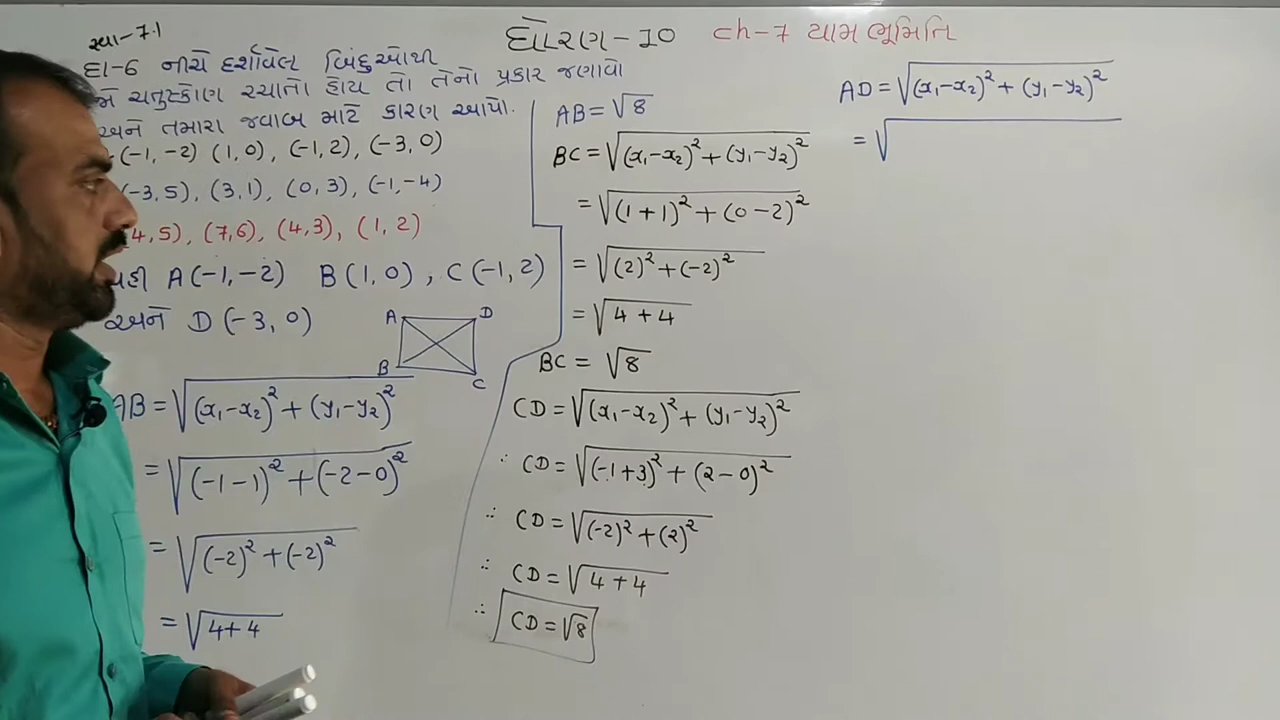 ધોરણ-10 ch-7 યામ ભૂમિતિ
સ્વા-7.1
દા-6 નીચે દર્શાવેલ બિંદુઓથી
જો ચતુષ્કોણ રચાતો હોય તો તેનો પ્રકાર જણાવો
અને તમારા જવાબ માટે કારણ આપો.
(-1, -2) (1, 0), (-1, 2), (-3, 0)
(-3, 5), (3, 1), (0, 3), (-1, -4)
4, 5), (7, 6), (4, 3), (1, 2)
અહી A(-1, -2) B(1, 0), C(-1, 2)
અને D(-3, 0)
A D
B C
AB = √(x₁-x₂)² + (y₁-y₂)²
= √(-1-1)² + (-2-0)²
= √(-2)² + (-2)²
= √4+4
AB = √8
BC = √(x₁-x₂)² + (y₁-y₂)²
= √(1+1)² + (0-2)²
= √(2)² + (-2)²
= √4+4
BC = √8
CD = √(x₁-x₂)² + (y₁-y₂)²
∴ CD = √(-1+3)² + (2-0)²
∴ CD = √(-2)² + (2)²
∴ CD = √4+4
∴ CD = √8
AD = √(x₁-x₂)² + (y₁-y₂)²
= √